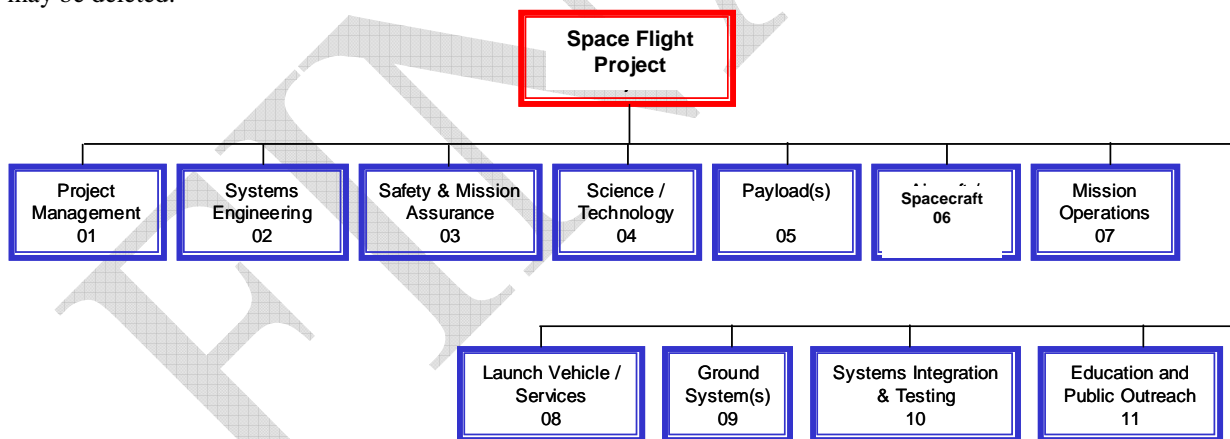 may be deleted.
Space Flight
Project
Project
Management
01
Systems
Engineering
02
Safety & Mission
Assurance
03
Science /
Technology
04
Payload(s)
05
Spacecraft
06
Mission
Operations
07
Launch Vehicle /
Services
08
Ground
System(s)
09
Systems Integration
& Testing
10
Education and
Public Outreach
11